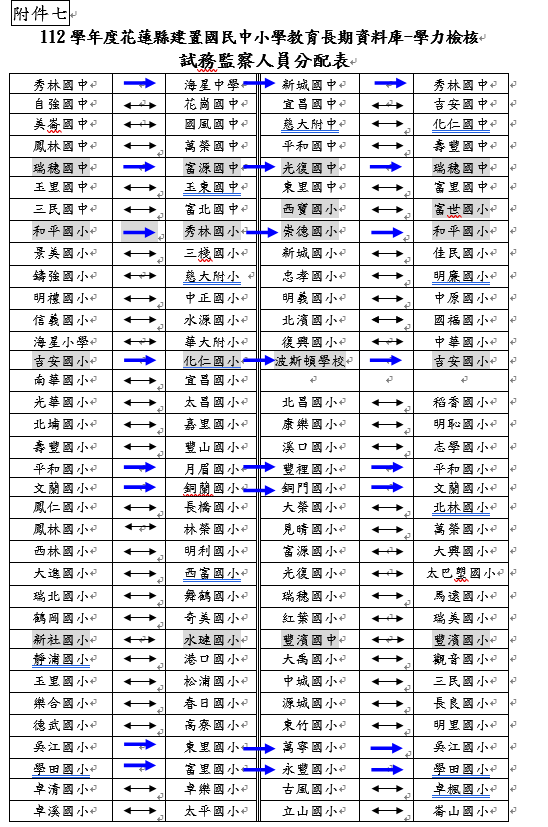 附件七
112 學年度花蓮縣建置國民中小學教育長期資料庫-學力檢核
試務監察人員分配表
秀林國中 海星中學 新城國中 秀林國中
自強國中 花崗國中 宜昌國中 吉安國中
美崙國中 國風國中 慈大附中 化仁國中
鳳林國中 萬榮國中 平和國中 壽豐國中
瑞穗國中 富源國中 光復國中 瑞穗國中
玉里國中 玉東國中 東里國中 富里國中
三民國中 富北國中 西寶國小 富世國小
和平國小 秀林國小 崇德國小 和平國小
景美國小 三棧國小 新城國小 佳民國小
鑄強國小 慈大附小 忠孝國小 明廉國小
明禮國小 中正國小 明義國小 中原國小
信義國小 水源國小 北濱國小 國福國小
海星小學 華大附小 復興國小 中華國小
吉安國小 化仁國小 波斯頓學校 吉安國小
南華國小 宜昌國小
光華國小 太昌國小 北昌國小 稻香國小
北埔國小 嘉里國小 康樂國小 明恥國小
壽豐國小 豐山國小 溪口國小 志學國小
平和國小 月眉國小 豐裡國小 平和國小
文蘭國小 銅蘭國小 銅門國小 文蘭國小
鳳仁國小 長橋國小 大榮國小 北林國小
鳳林國小 林榮國小 見晴國小 萬榮國小
西林國小 明利國小 富源國小 大興國小
大進國小 西富國小 光復國小 太巴塱國小
瑞北國小 舞鶴國小 瑞穗國小 馬遠國小
鶴岡國小 奇美國小 紅葉國小 瑞美國小
新社國小 水璉國小 豐濱國中 豐濱國小
靜浦國小 港口國小 大禹國小 觀音國小
玉里國小 松浦國小 中城國小 三民國小
樂合國小 春日國小 源城國小 長良國小
德武國小 高寮國小 東竹國小 明里國小
吳江國小 東里國小 萬寧國小 吳江國小
學田國小 富里國小 永豐國小 學田國小
卓清國小 卓樂國小 古風國小 卓楓國小
卓溪國小 太平國小 立山國小 崙山國小